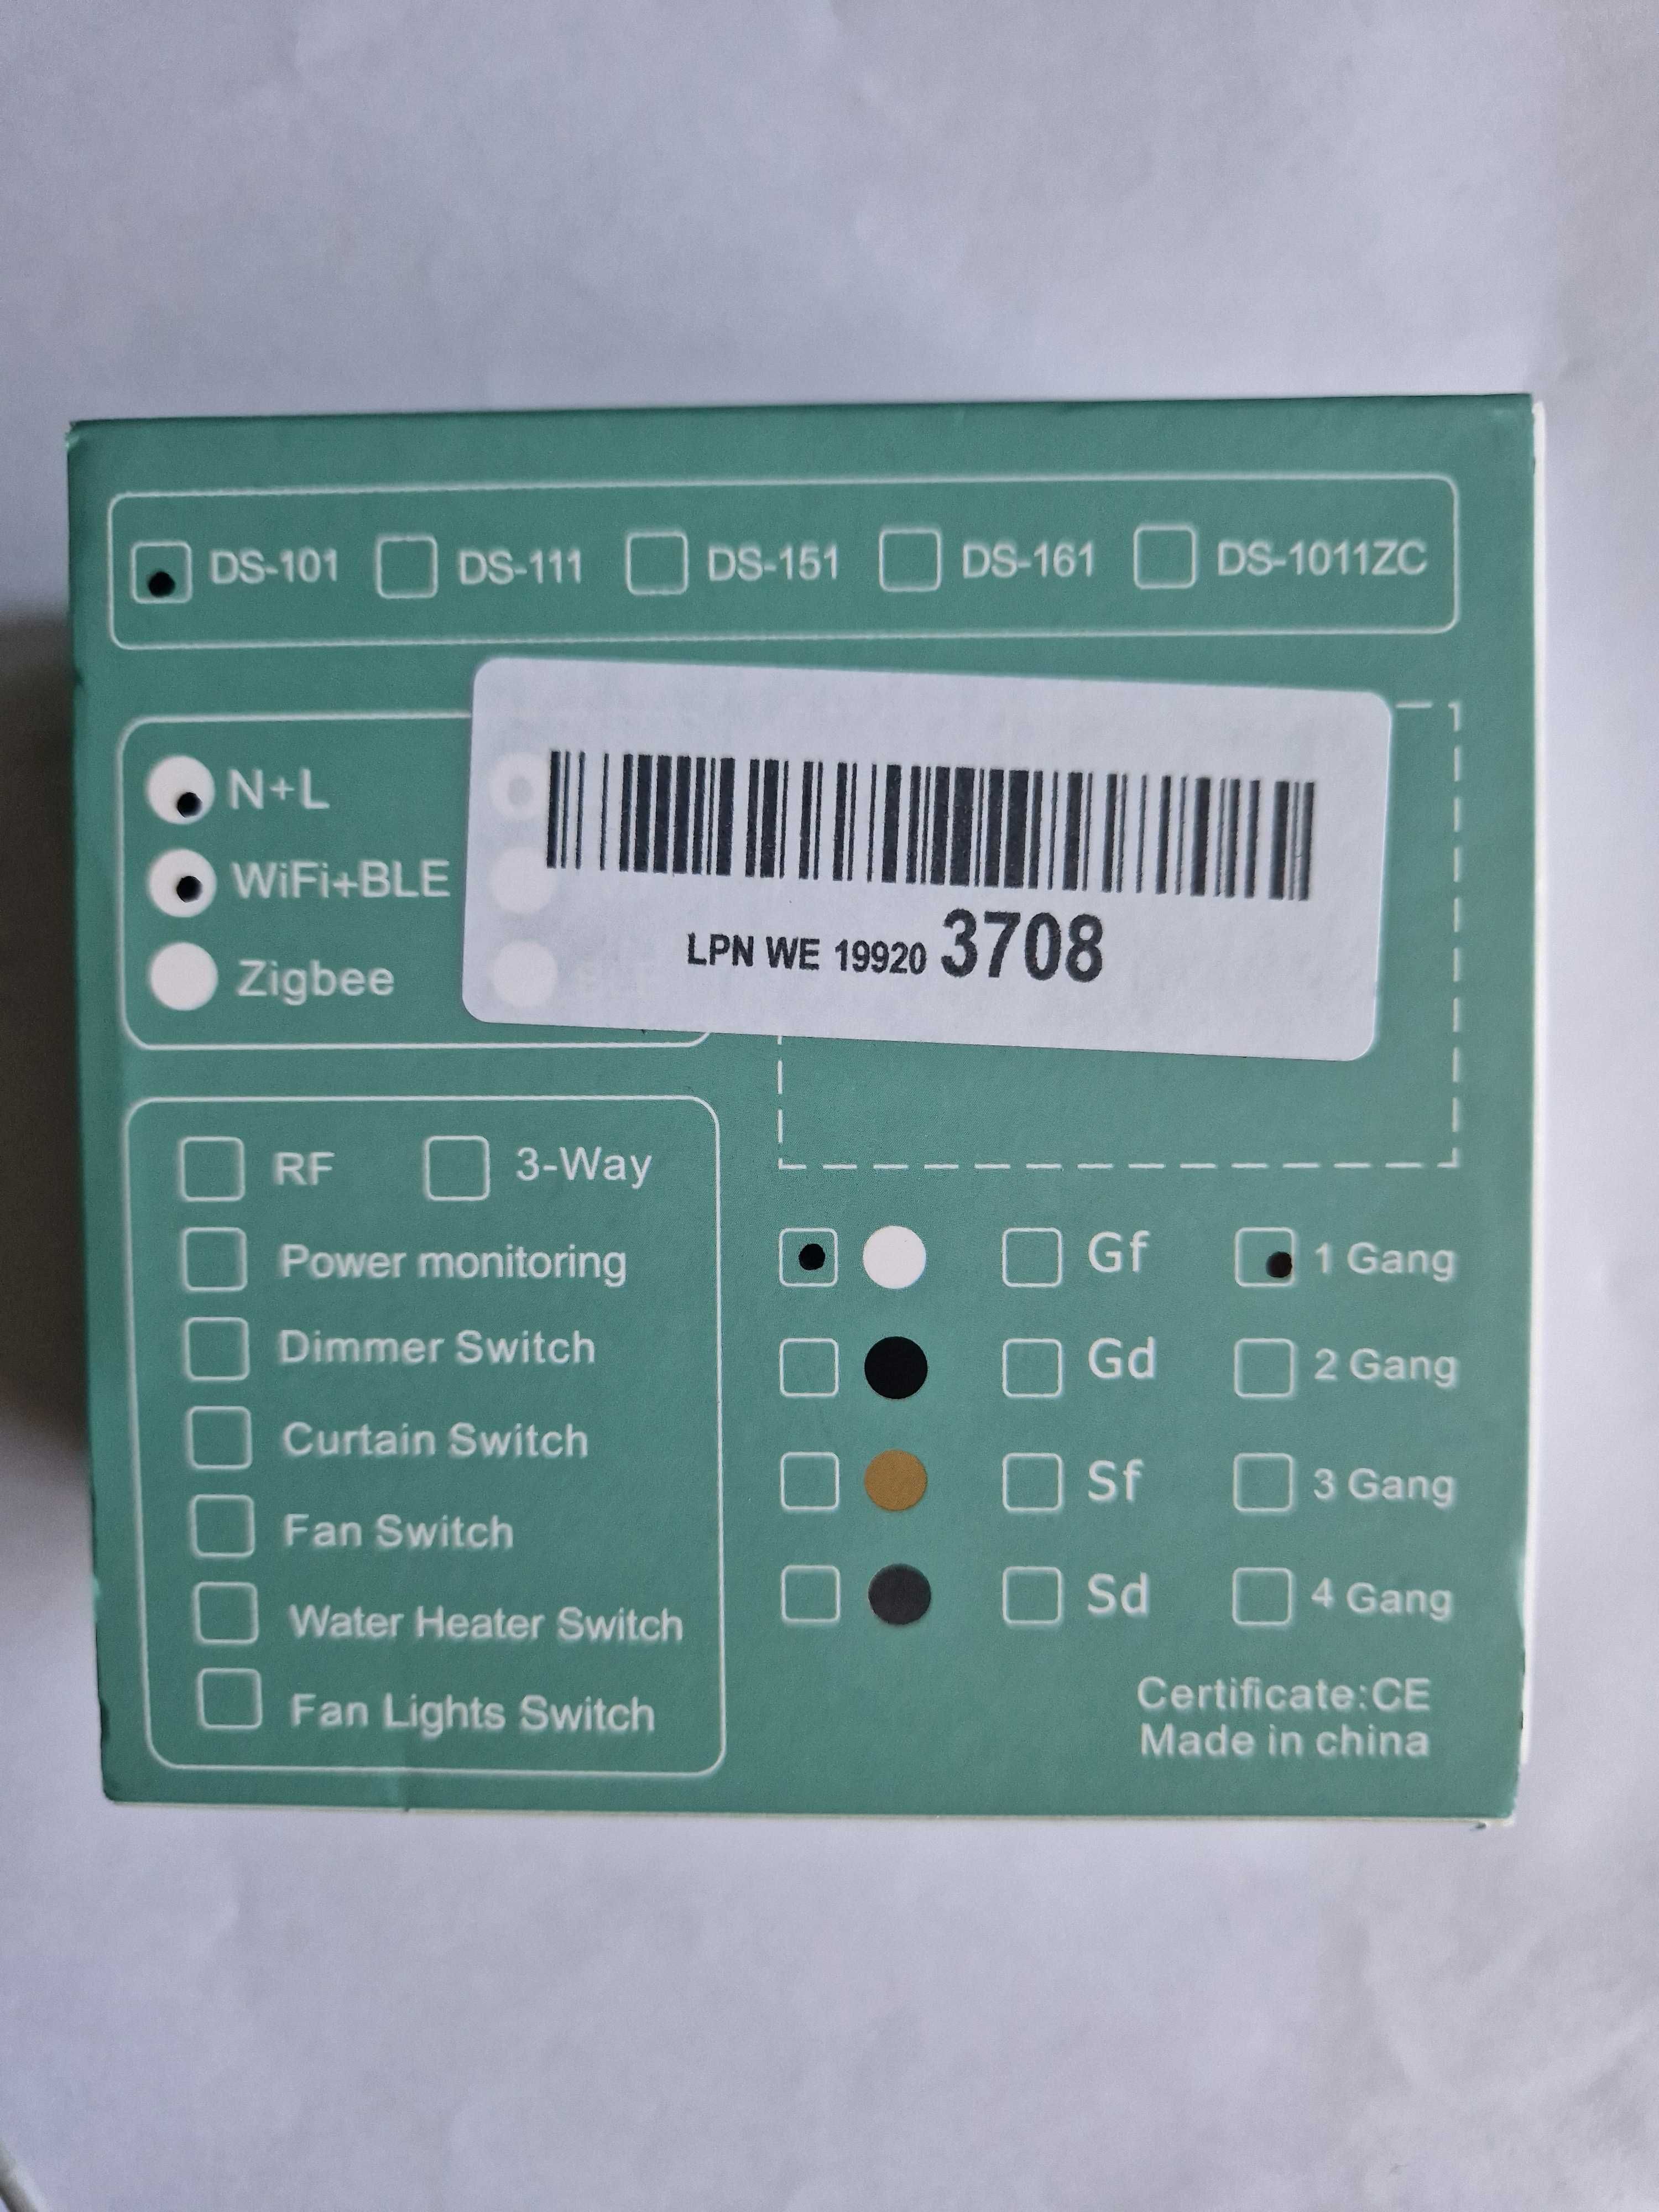 DS-101 DS-111 DS-151 DS-161 DS-1011ZC
N+L
WiFi+BLE
Zigbee
LPN WE 19920 3708
RF 3-Way
Power monitoring
Dimmer Switch
Curtain Switch
Fan Switch
Water Heater Switch
Fan Lights Switch
Gf 1 Gang
Gd 2 Gang
Sf 3 Gang
Sd 4 Gang
Certificate:CE
Made in china